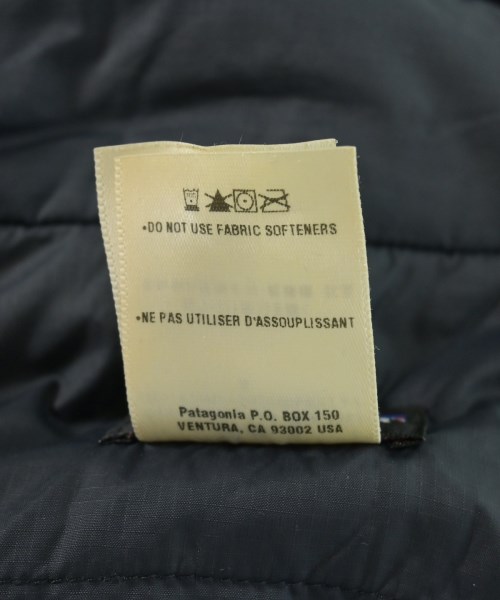 •DO NOT USE FABRIC SOFTENERS
•NE PAS UTILISER D'ASSOUPLISSANT
Patagonia P.O. BOX 150
VENTURA, CA 93002 USA